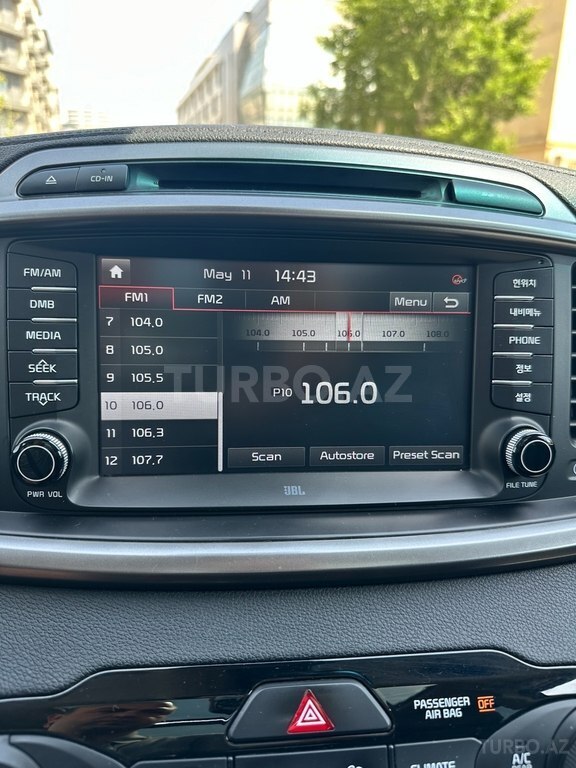 CD-IN
FM/AM
DMB
MEDIA
SEEK
TRACK
PWR VOL
May 11 14:43
FM1 FM2 AM Menu
7 104,0
8 105,0
9 105,5
10 106,0
11 106,3
12 107,7
104.0 105.0 106.0 107.0 108.0
P10 106.0
Scan Autostore Preset Scan
현위치
내비메뉴
PHONE
정보
설정
FILE TUNE
JBL
TURBO.AZ
PASSENGER
AIR BAG OFF
CLIMATE
A/C
TURBO.AZ